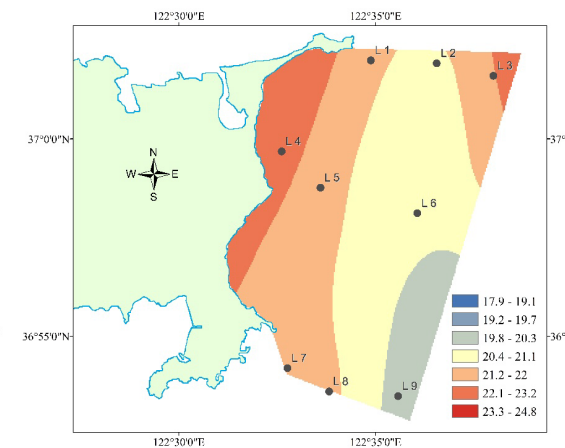 122°30'0"E 122°35'0"E
L 1
L 2
L 3
37°0'0"N
37°
L 4
N
W E
S
L 5
L 6
17.9 - 19.1
19.2 - 19.7
19.8 - 20.3
36°55'0"N
36°
20.4 - 21.1
L 7
21.2 - 22
L 8
L 9
22.1 - 23.2
23.3 - 24.8
122°30'0"E 122°35'0"E